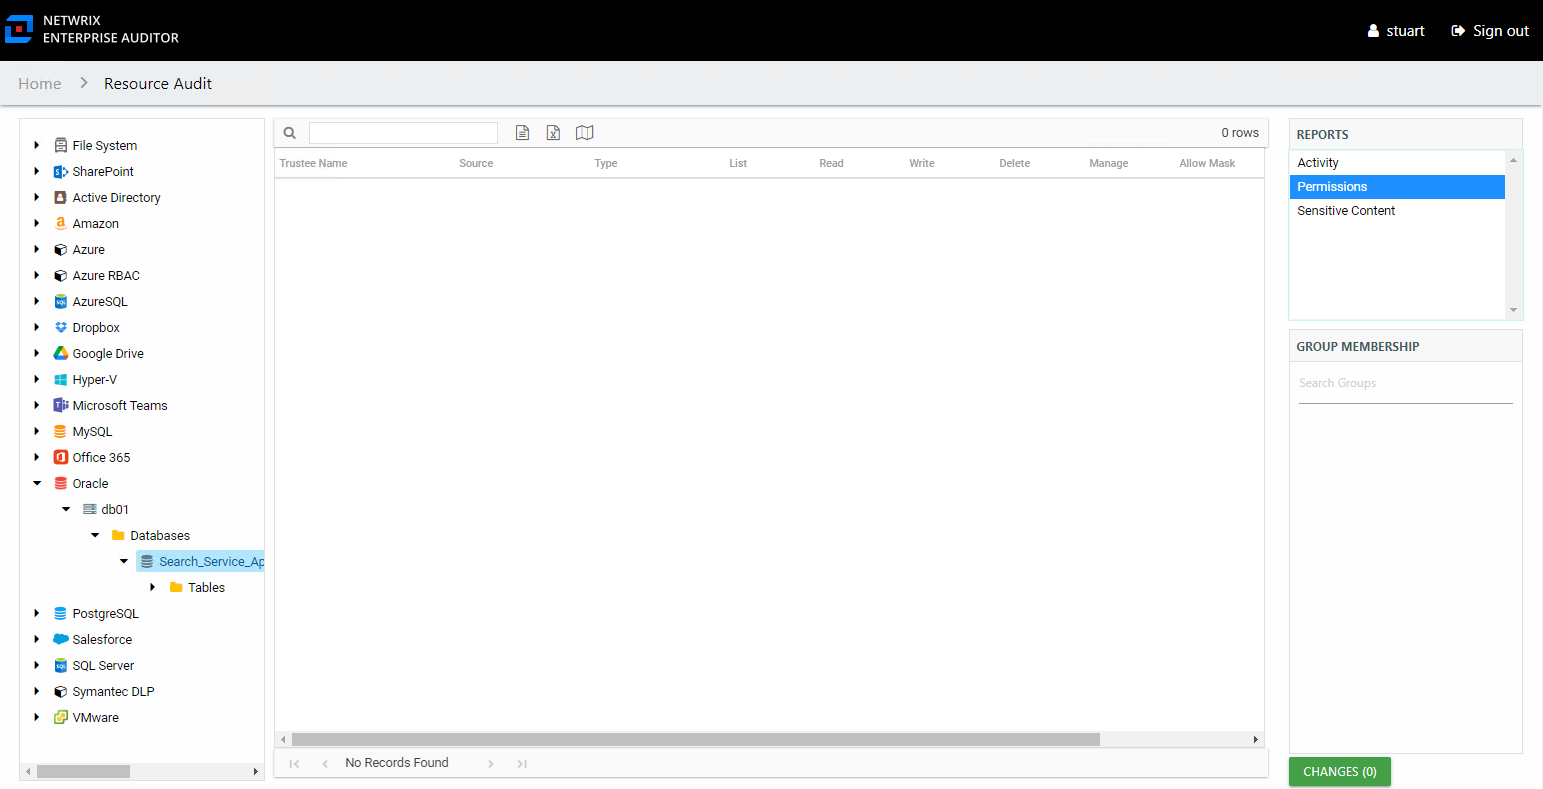 NETWRIX
ENTERPRISE AUDITOR
stuart
Sign out
Home
Resource Audit
File System
SharePoint
Active Directory
Amazon
Azure
Azure RBAC
AzureSQL
Dropbox
Google Drive
Hyper-V
Microsoft Teams
MySQL
Office 365
Oracle
db01
Databases
Search_Service_Ap
Tables
PostgreSQL
Salesforce
SQL Server
Symantec DLP
VMware
0 rows
Trustee Name Source Type List Read Write Delete Manage Allow Mask
No Records Found
REPORTS
Activity
Permissions
Sensitive Content
GROUP MEMBERSHIP
Search Groups
CHANGES (0)